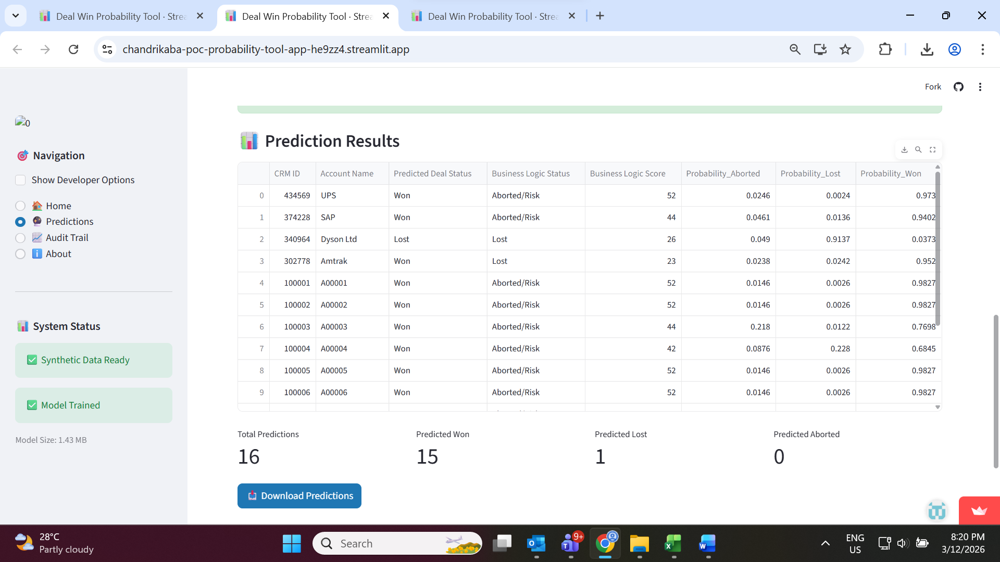 Deal Win Probability Tool · Strea
Deal Win Probability Tool · Strea
Deal Win Probability Tool · Strea
chandrikaba-poc-probability-tool-app-he9zz4.streamlit.app
Fork
0
Navigation
Show Developer Options
Home
Predictions
Audit Trail
About
System Status
Synthetic Data Ready
Model Trained
Model Size: 1.43 MB
Prediction Results
CRM ID Account Name Predicted Deal Status Business Logic Status Business Logic Score Probability_Aborted Probability_Lost Probability_Won
0 434569 UPS Won Aborted/Risk 52 0.0246 0.0024 0.973
1 374228 SAP Won Aborted/Risk 44 0.0461 0.0136 0.9402
2 340964 Dyson Ltd Lost Lost 26 0.049 0.9137 0.0373
3 302778 Amtrak Won Lost 23 0.0238 0.0242 0.952
4 100001 A00001 Won Aborted/Risk 52 0.0146 0.0026 0.9827
5 100002 A00002 Won Aborted/Risk 52 0.0146 0.0026 0.9827
6 100003 A00003 Won Aborted/Risk 44 0.218 0.0122 0.7698
7 100004 A00004 Won Aborted/Risk 42 0.0876 0.228 0.6845
8 100005 A00005 Won Aborted/Risk 52 0.0146 0.0026 0.9827
9 100006 A00006 Won Aborted/Risk 52 0.0146 0.0026 0.9827
Total Predictions Predicted Won Predicted Lost Predicted Aborted
16 15 1 0
Download Predictions
28°C
Partly cloudy
Search
9+
ENG
US
8:20 PM
3/12/2026